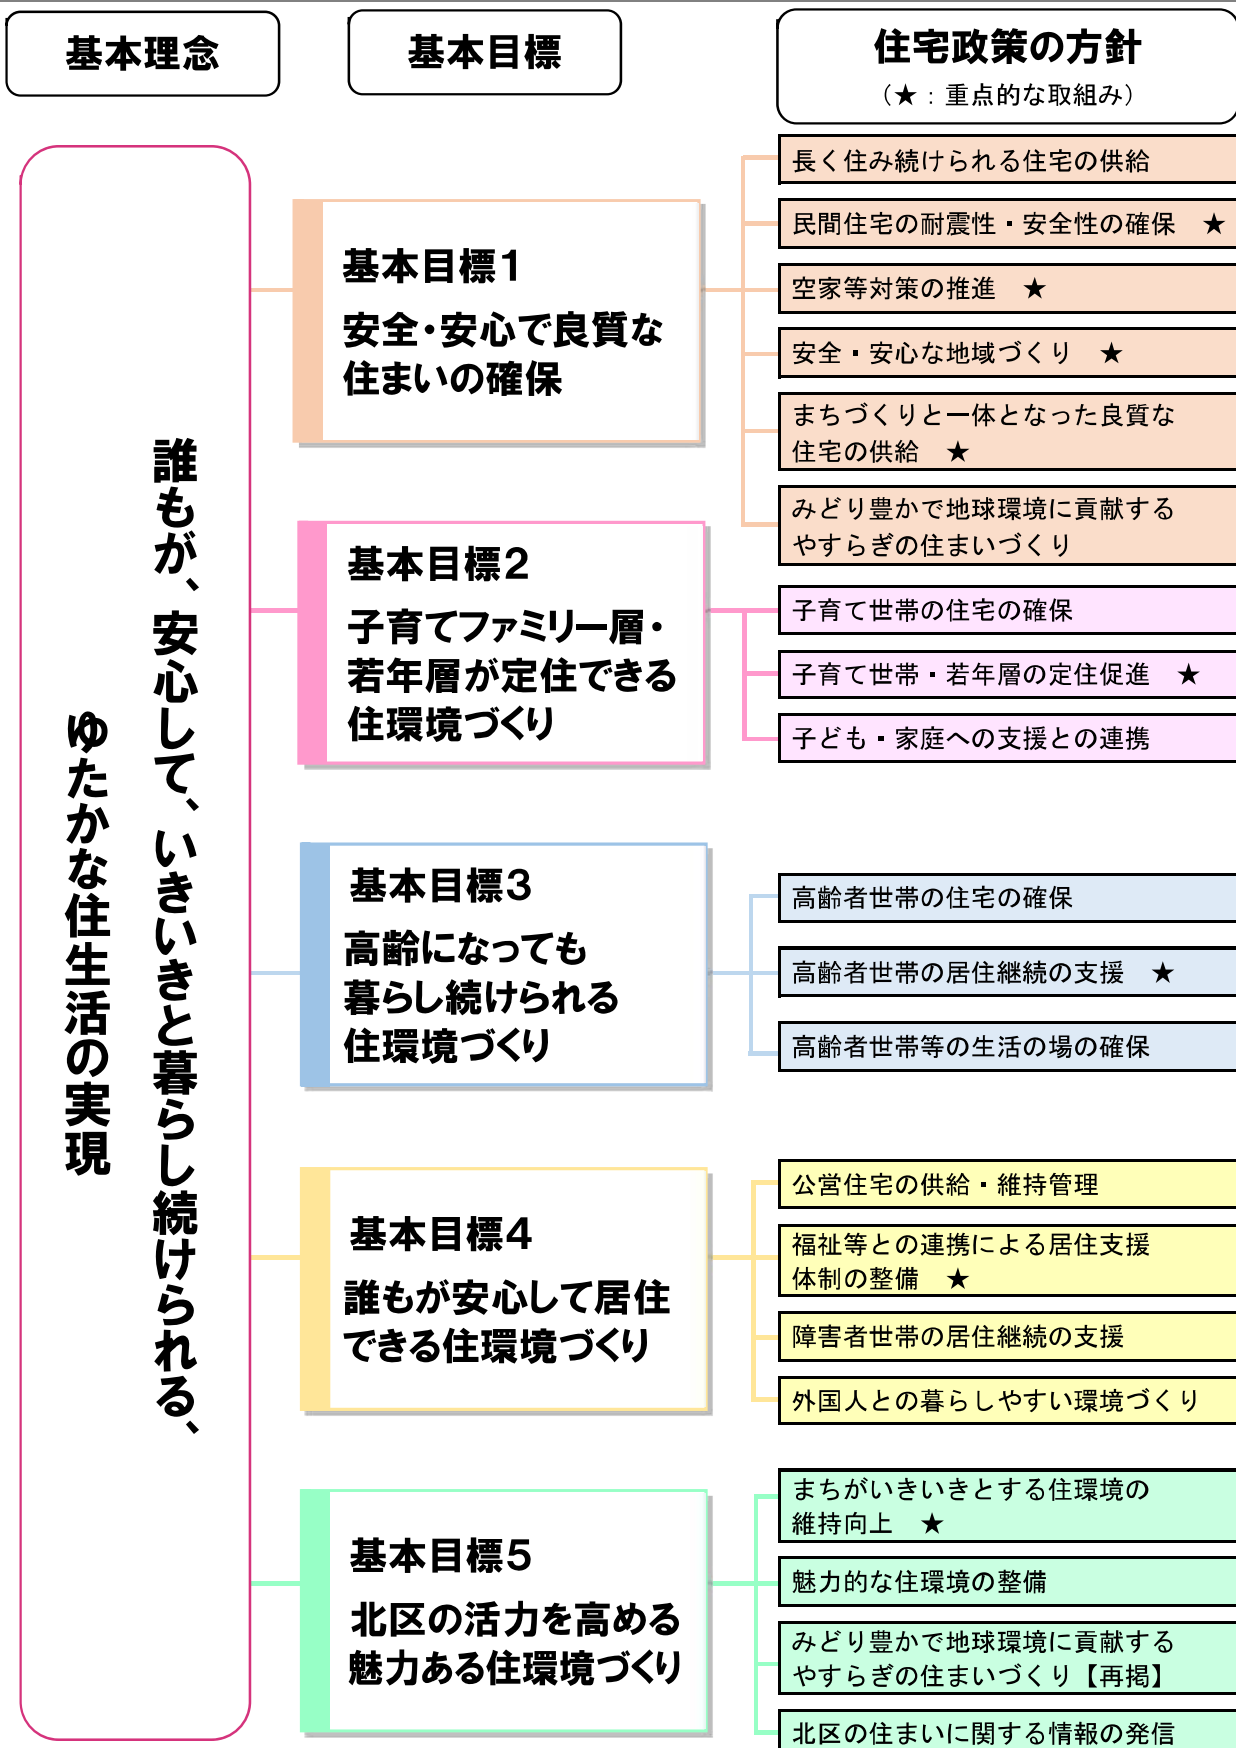 基本理念
基本目標
住宅政策の方針
（★：重点的な取組み）
誰もが、安心して、いきいきと暮らし続けられる、
ゆたかな住生活の実現
基本目標1
安全・安心で良質な
住まいの確保
長く住み続けられる住宅の供給
民間住宅の耐震性・安全性の確保　★
空家等対策の推進　★
安全・安心な地域づくり　★
まちづくりと一体となった良質な
住宅の供給　★
みどり豊かで地球環境に貢献する
やすらぎの住まいづくり
基本目標2
子育てファミリー層・
若年層が定住できる
住環境づくり
子育て世帯の住宅の確保
子育て世帯・若年層の定住促進　★
子ども・家庭への支援との連携
基本目標3
高齢になっても
暮らし続けられる
住環境づくり
高齢者世帯の住宅の確保
高齢者世帯の居住継続の支援　★
高齢者世帯等の生活の場の確保
基本目標4
誰もが安心して居住
できる住環境づくり
公営住宅の供給・維持管理
福祉等との連携による居住支援
体制の整備　★
障害者世帯の居住継続の支援
外国人との暮らしやすい環境づくり
基本目標5
北区の活力を高める
魅力ある住環境づくり
まちがいきいきとする住環境の
維持向上　★
魅力的な住環境の整備
みどり豊かで地球環境に貢献する
やすらぎの住まいづくり【再掲】
北区の住まいに関する情報の発信